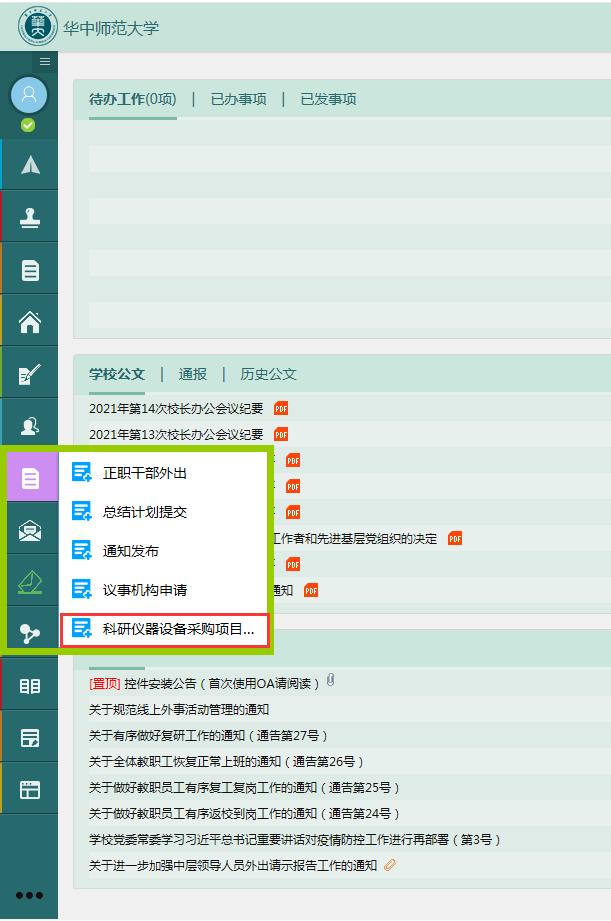 华中师范大学
待办工作(0项) | 已办事项 | 已发事项
学校公文 | 通报 | 历史公文
2021年第14次校长办公会议纪要
2021年第13次校长办公会议纪要
正职干部外出
总结计划提交
工作者和先进基层党组织的决定
通知发布
议事机构申请
通知
科研仪器设备采购项目...
[置顶] 控件安装公告（首次使用OA请阅读）
关于规范线上外事活动管理的通知
关于有序做好复研工作的通知（通告第27号）
关于全体教职工恢复正常上班的通知（通告第26号）
关于做好教职员工有序复工复岗工作的通知（通告第25号）
关于做好教职员工有序返校到岗工作的通知（通告第24号）
学校党委常委学习习近平总书记重要讲话对疫情防控工作进行再部署（第3号）
关于进一步加强中层领导人员外出请示报告工作的通知